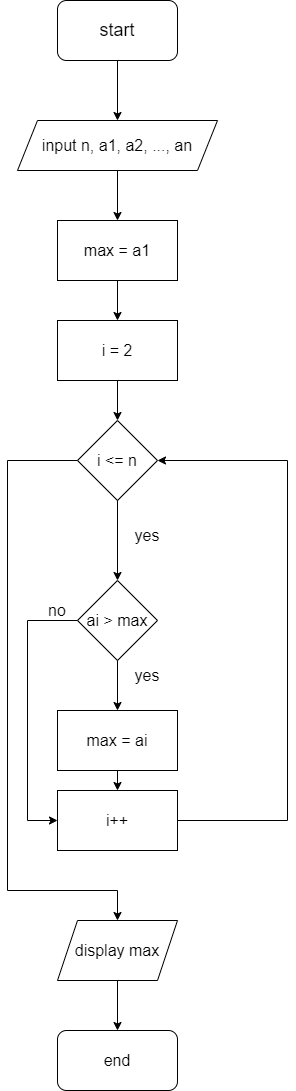 start
input n, a1, a2, ..., an
max = a1
i = 2
i <= n
yes
no
ai > max
yes
max = ai
i++
display max
end